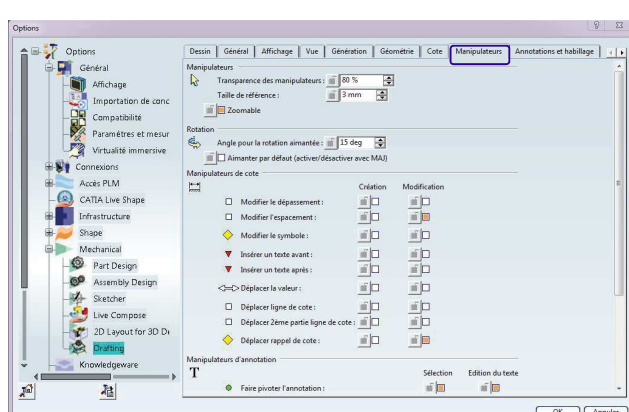 Options
Options
Général
Affichage
Importation de conc
Compatibilité
Paramètres et mesur
Virtualité immersive
Connexions
Accès PLM
CATIA Live Shape
Infrastructure
Shape
Mechanical
Part Design
Assembly Design
Sketcher
Live Compose
2D Layout for 3D De
Drafting
Knowledgeware
Dessin Général Affichage Vue Génération Géométrie Cote Manipulateurs Annotations et habillage
Manipulateurs
Transparence des manipulateurs : 80 %
Taille de référence : 3 mm
Zoomable
Rotation
Angle pour la rotation aimantée : 15 deg
Aimanter par défaut (activer/désactiver avec MAJ)
Manipulateurs de cote
Création Modification
Modifier le dépassement :
Modifier l'espacement :
Modifier le symbole :
Insérer un texte avant :
Insérer un texte après :
Déplacer la valeur :
Déplacer ligne de cote :
Déplacer 2ème partie ligne de cote :
Déplacer rappel de cote :
Manipulateurs d'annotation
T
Sélection Edition du texte
Faire pivoter l'annotation :
OK Annuler